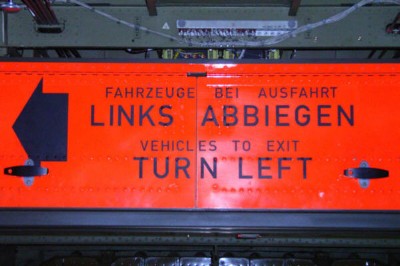 FAHRZEUGE BEI AUSFAHRT
LINKS ABBIEGEN
VEHICLES TO EXIT
TURN LEFT